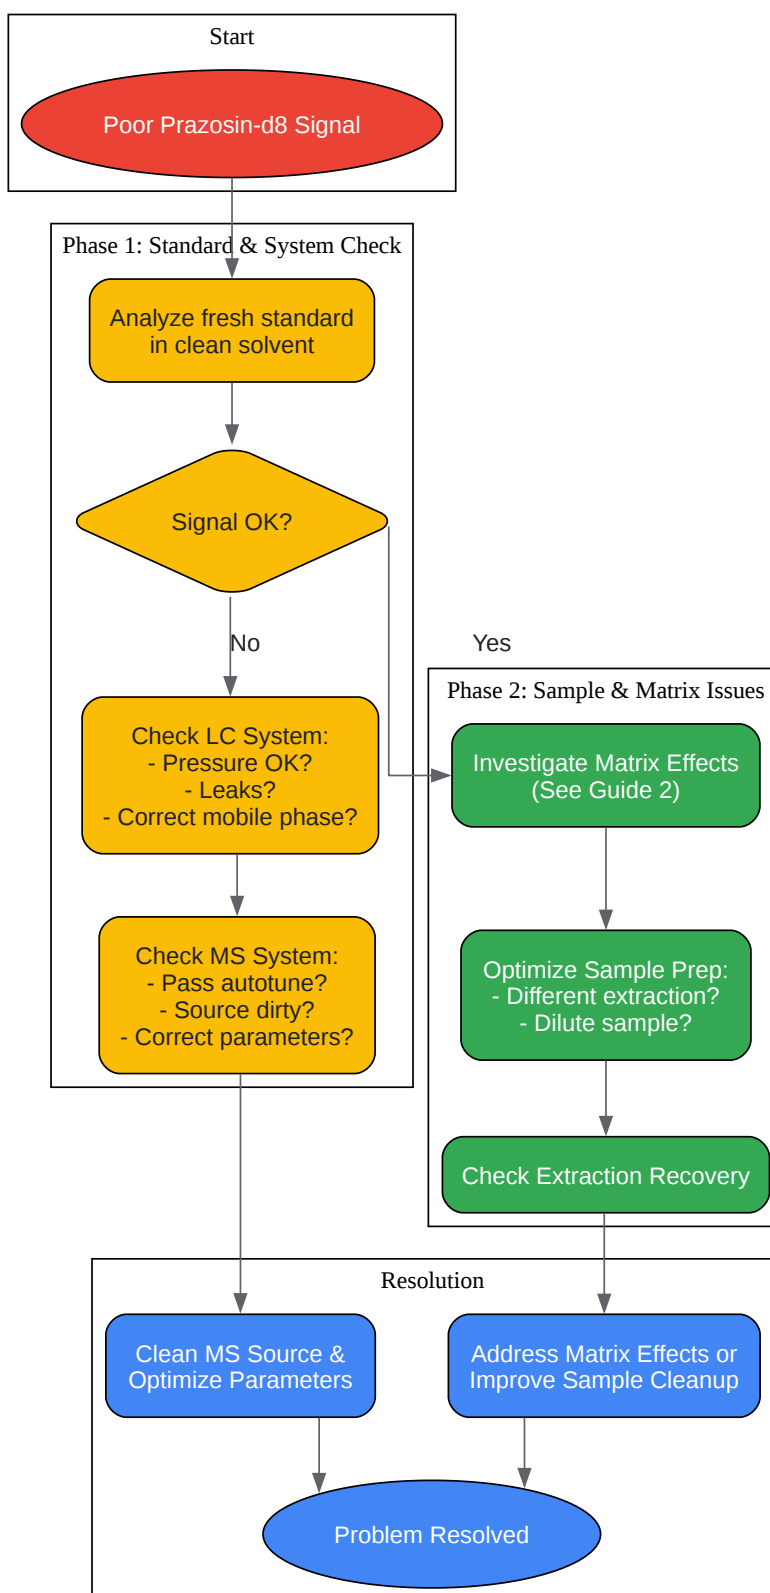 Start
Poor Prazosin-d8 Signal
Phase 1: Standard & System Check
Analyze fresh standard
in clean solvent
Signal OK?
No
Yes
Check LC System:
- Pressure OK?
- Leaks?
- Correct mobile phase?
Check MS System:
- Pass autotune?
- Source dirty?
- Correct parameters?
Phase 2: Sample & Matrix Issues
Investigate Matrix Effects
(See Guide 2)
Optimize Sample Prep:
- Different extraction?
- Dilute sample?
Check Extraction Recovery
Resolution
Clean MS Source &
Optimize Parameters
Address Matrix Effects or
Improve Sample Cleanup
Problem Resolved